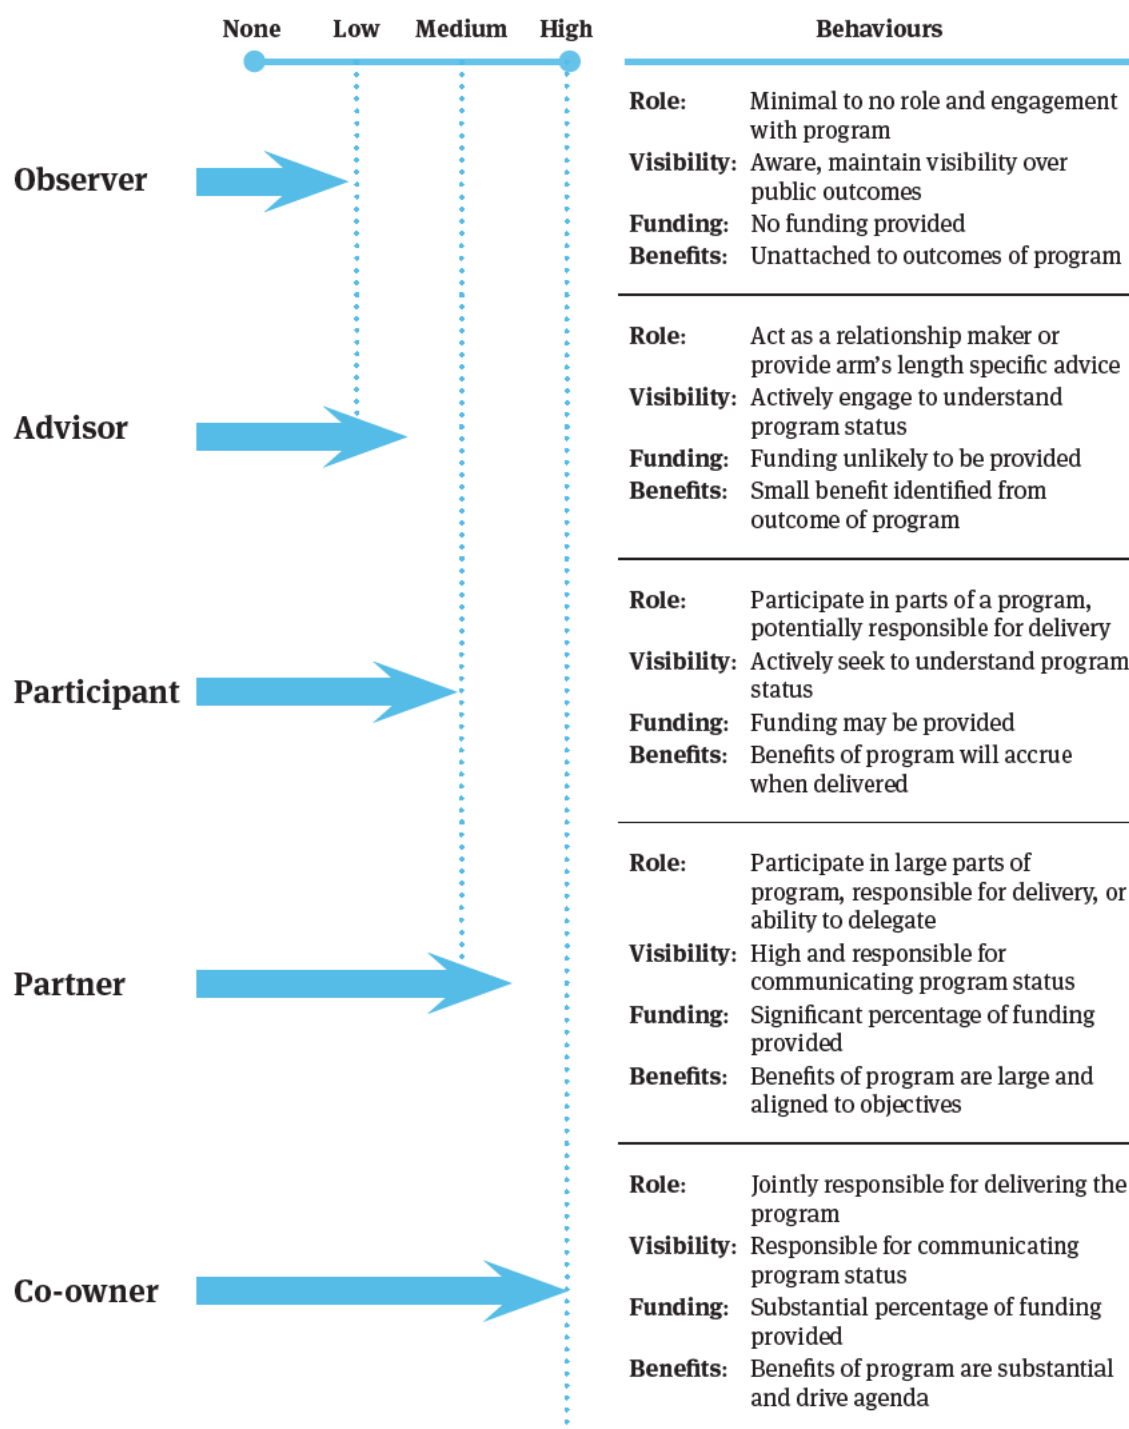 None Low Medium High Behaviours
Observer
Role: Minimal to no role and engagement
with program
Visibility: Aware, maintain visibility over
public outcomes
Funding: No funding provided
Benefits: Unattached to outcomes of program
Advisor
Role: Act as a relationship maker or
provide arm’s length specific advice
Visibility: Actively engage to understand
program status
Funding: Funding unlikely to be provided
Benefits: Small benefit identified from
outcome of program
Participant
Role: Participate in parts of a program,
potentially responsible for delivery
Visibility: Actively seek to understand program
status
Funding: Funding may be provided
Benefits: Benefits of program will accrue
when delivered
Partner
Role: Participate in large parts of
program, responsible for delivery, or
ability to delegate
Visibility: High and responsible for
communicating program status
Funding: Significant percentage of funding
provided
Benefits: Benefits of program are large and
aligned to objectives
Co-owner
Role: Jointly responsible for delivering the
program
Visibility: Responsible for communicating
program status
Funding: Substantial percentage of funding
provided
Benefits: Benefits of program are substantial
and drive agenda